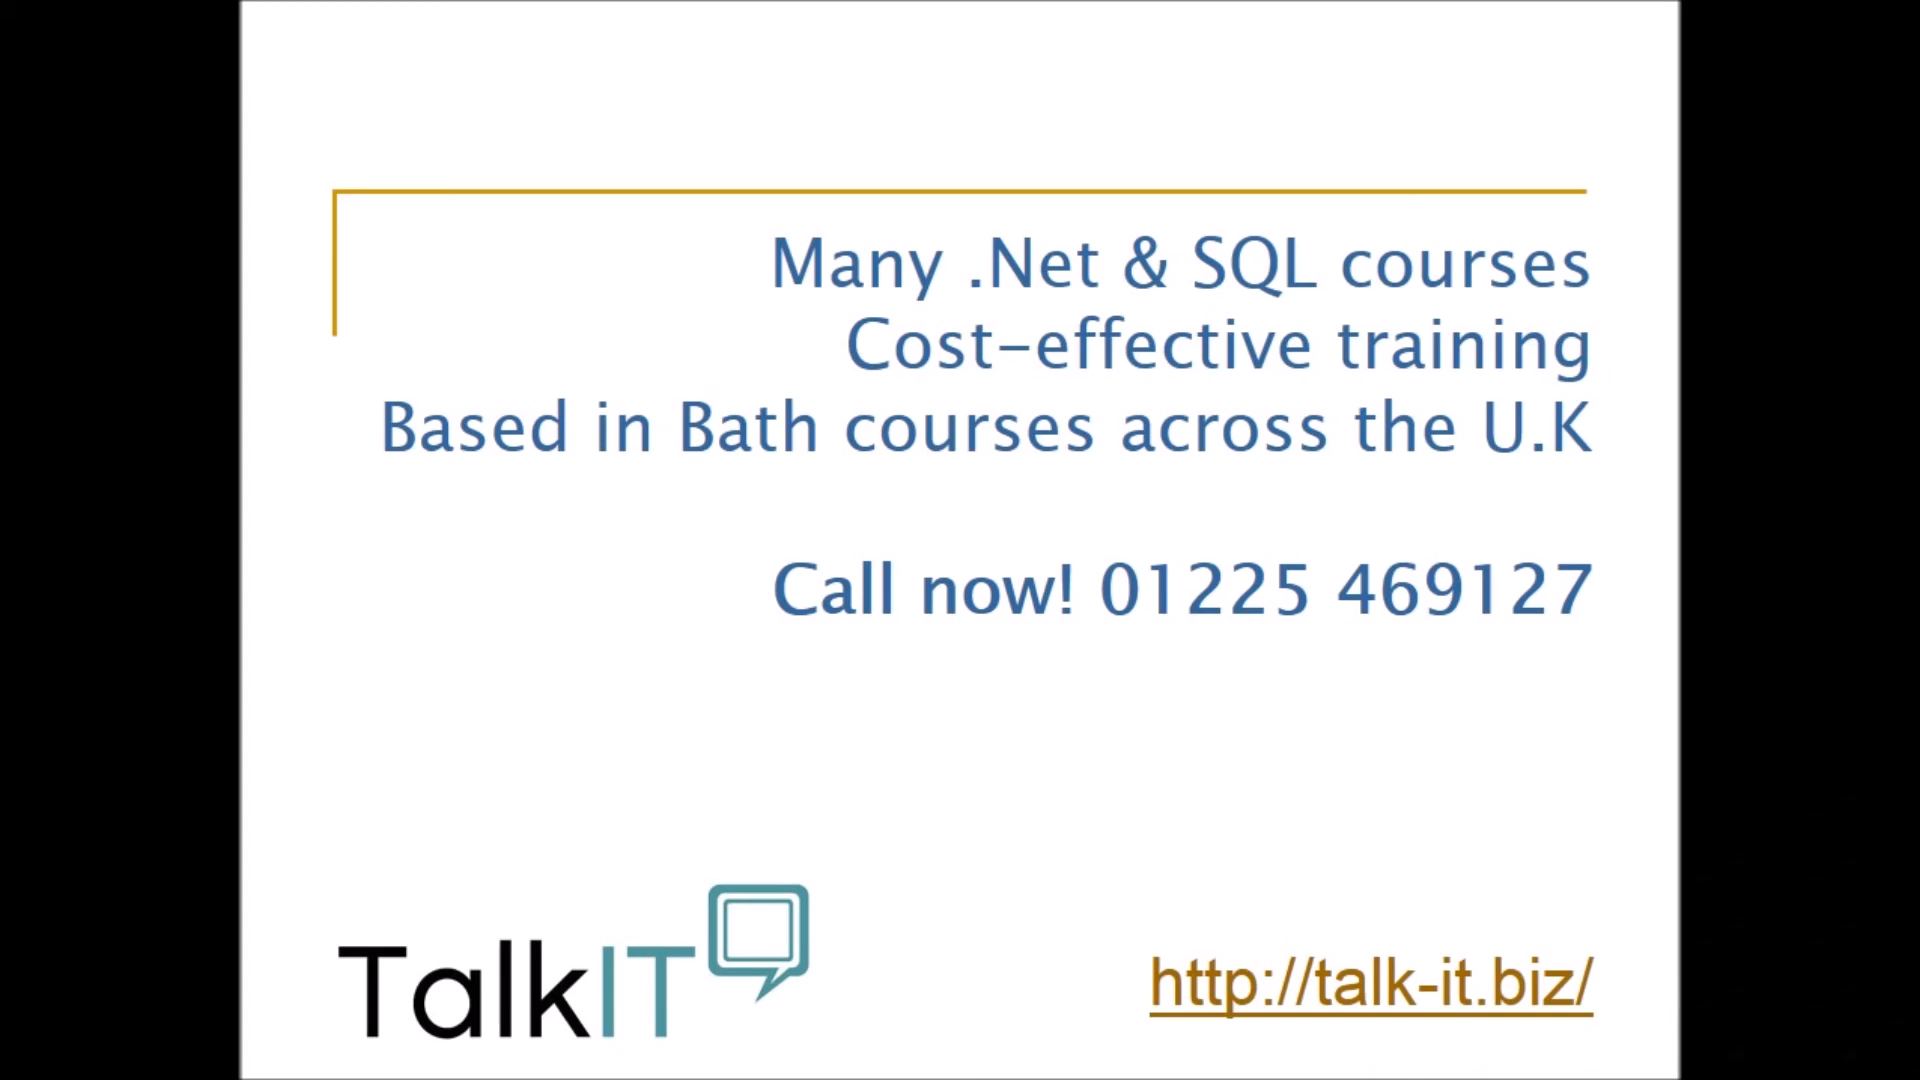 Many .Net & SQL courses
Cost-effective training
Based in Bath courses across the U.K
Call now! 01225 469127
TalkIT
http://talk-it.biz/